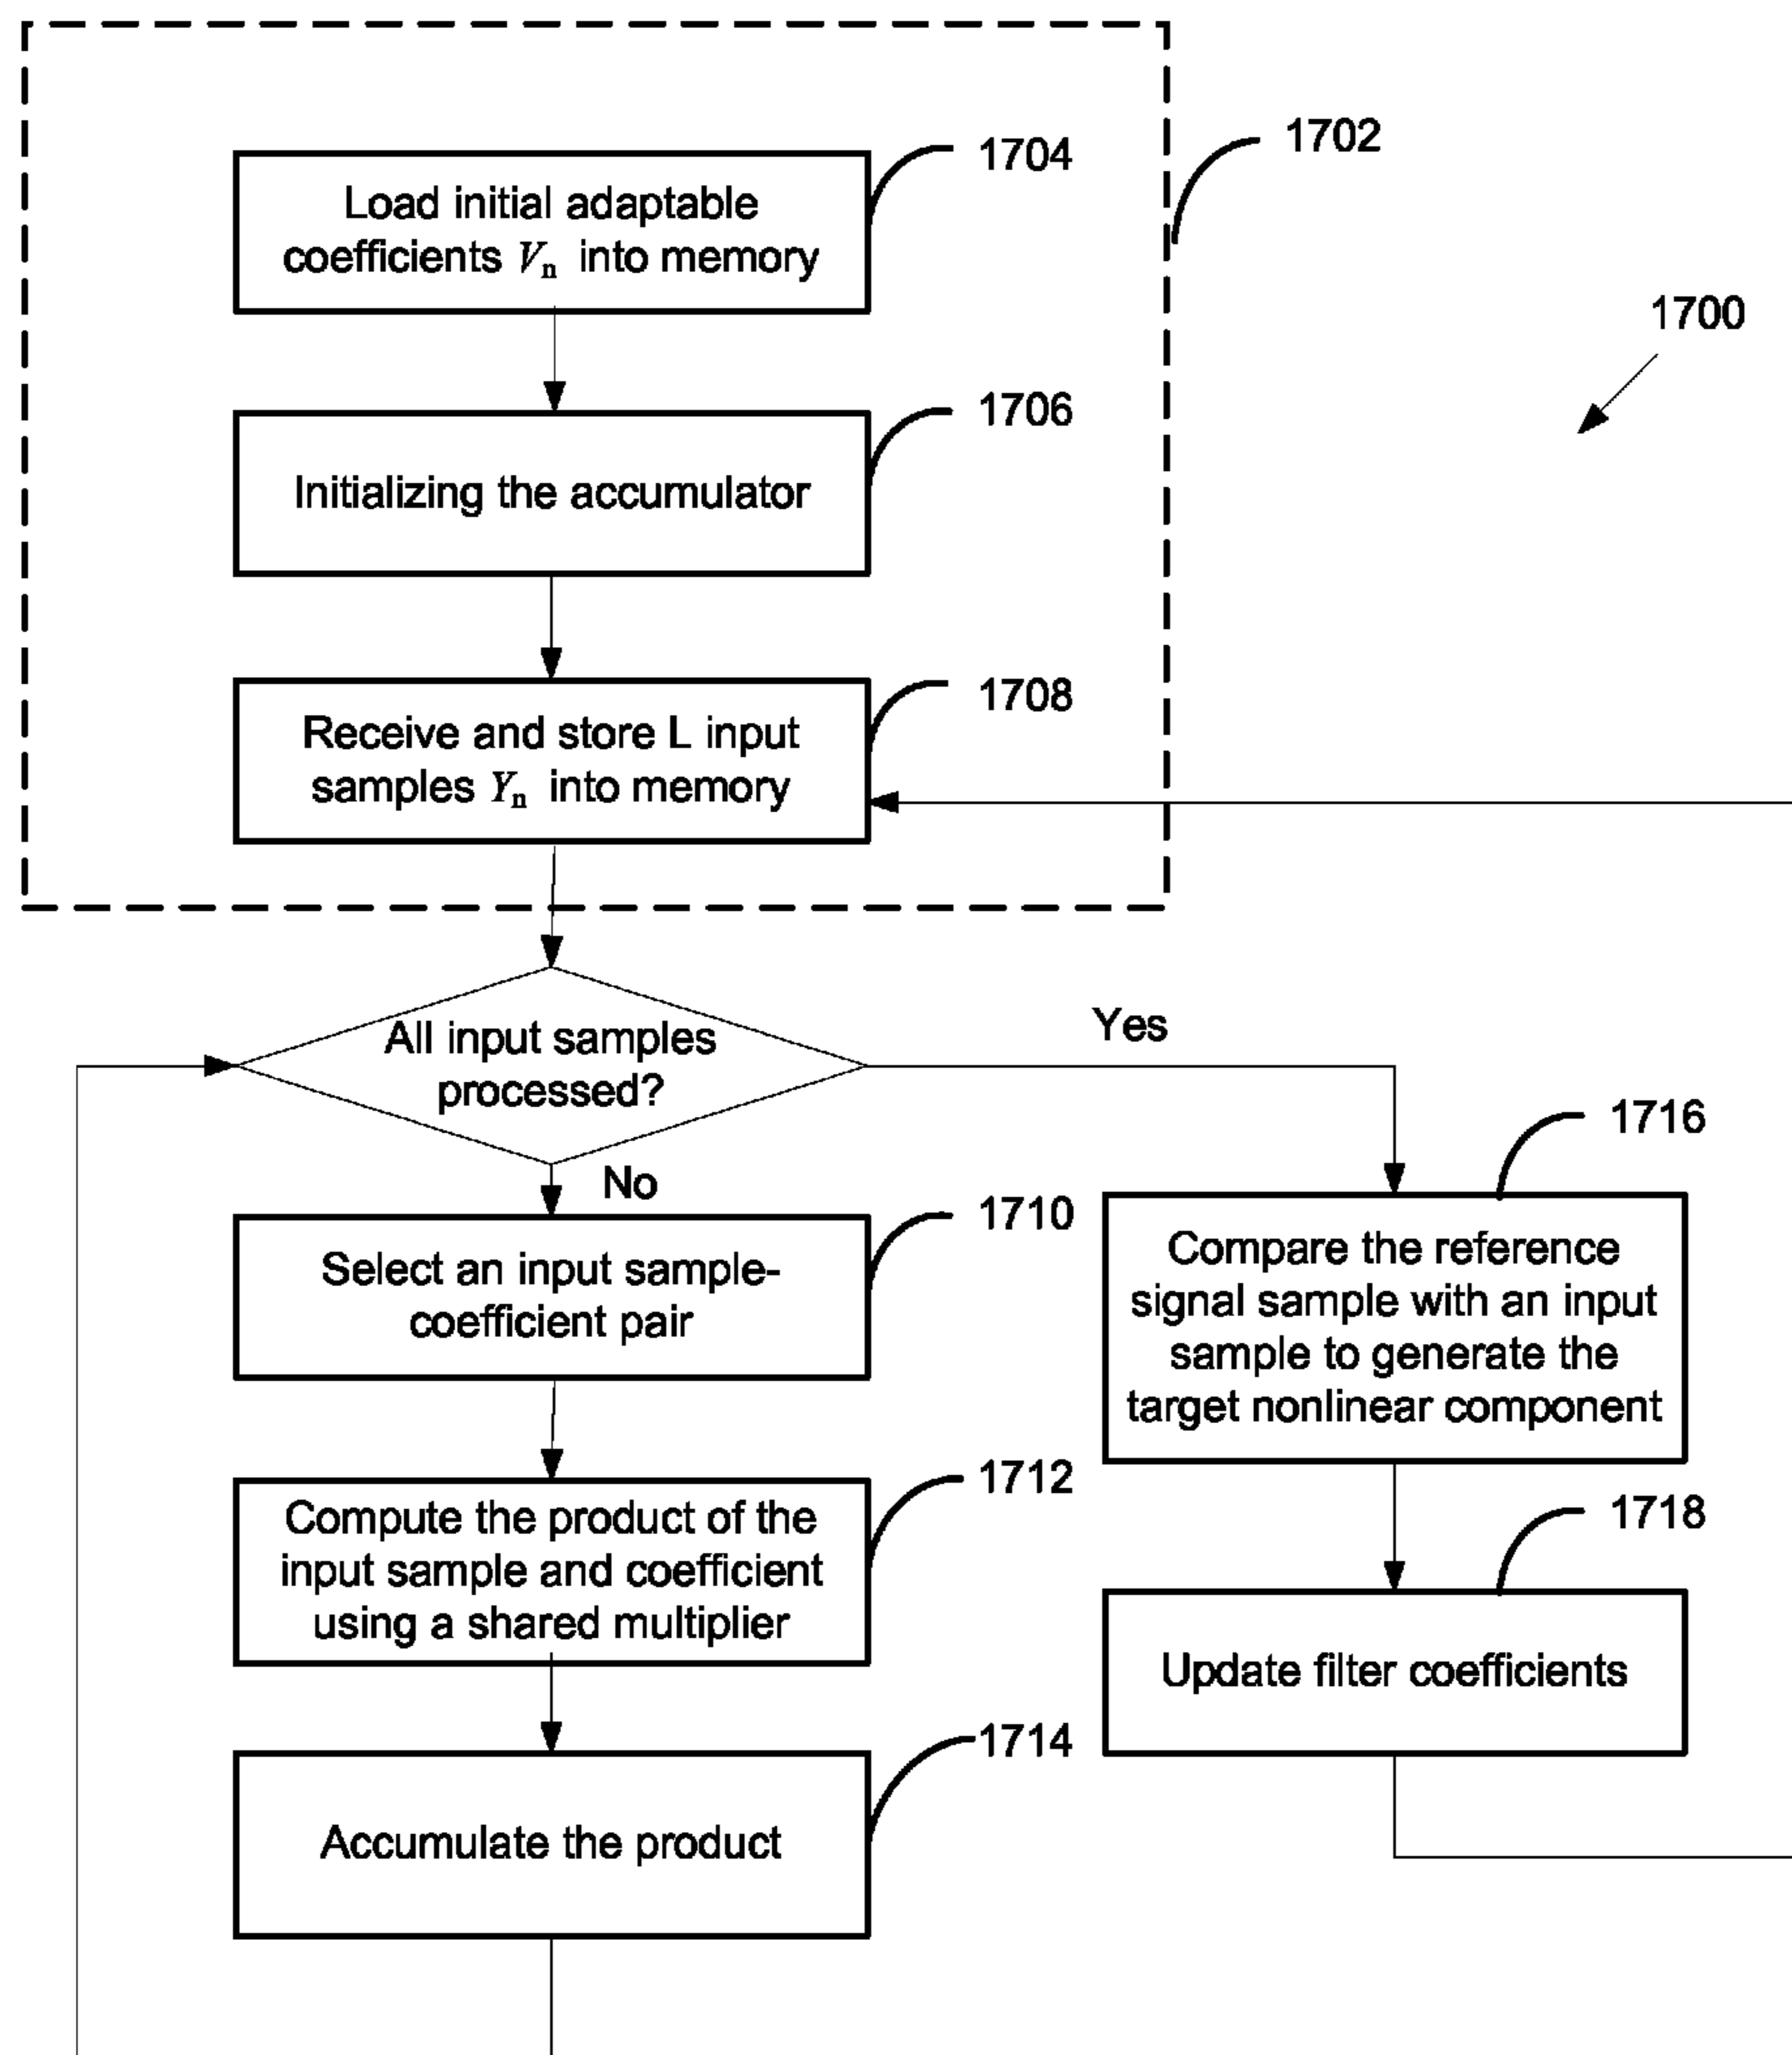 1702
1704
Load initial adaptable
coefficients Vn into memory
1700
1706
Initializing the accumulator
1708
Receive and store L input
samples Yn into memory
All input samples
processed?
Yes
No
1716
1710
Compare the reference
signal sample with an input
sample to generate the
target nonlinear component
Select an input sample-
coefficient pair
1712
Compute the product of the
input sample and coefficient
using a shared multiplier
1718
Update filter coefficients
1714
Accumulate the product